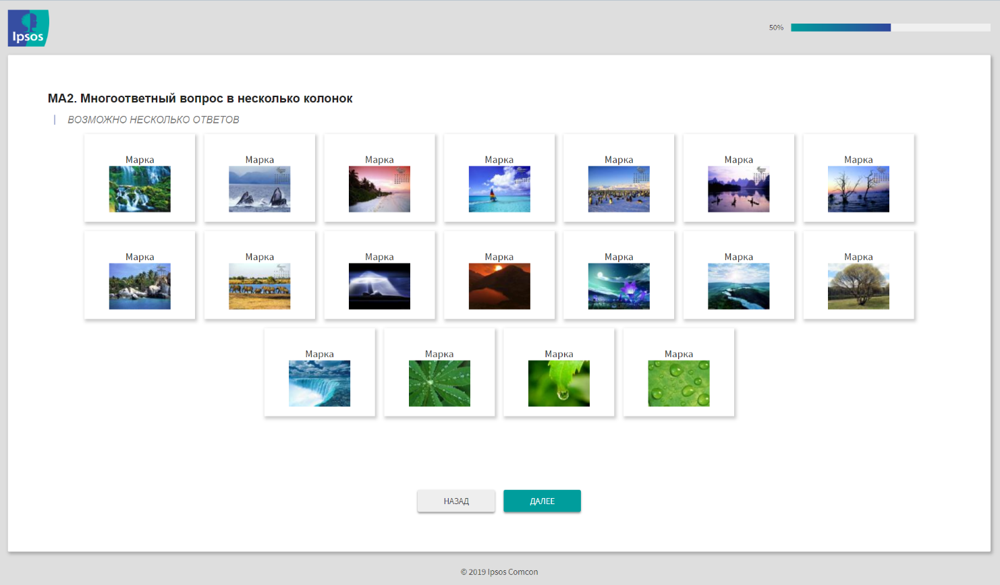 Ipsos
50%
MA2. Многоответный вопрос в несколько колонок
ВОЗМОЖНО НЕСКОЛЬКО ОТВЕТОВ
Марка Марка Марка Марка Марка Марка Марка
Марка Марка Марка Марка Марка Марка Марка
Марка Марка Марка Марка
НАЗАД ДАЛЕЕ
© 2019 Ipsos Comcon